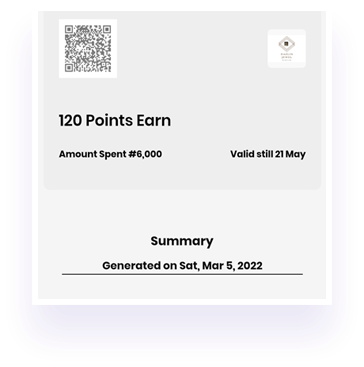 120 Points Earn
Amount Spent #6,000 Valid still 21 May
Summary
Generated on Sat, Mar 5, 2022